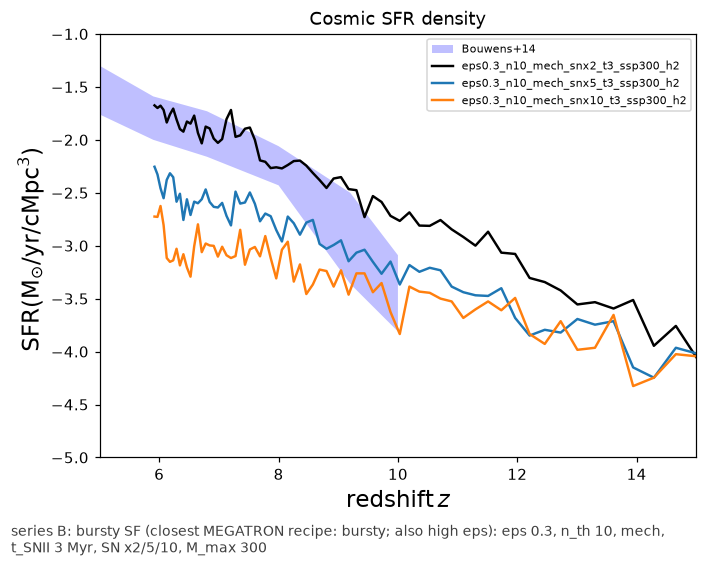 Cosmic SFR density
Bouwens+14
eps0.3_n10_mech_snx2_t3_ssp300_h2
eps0.3_n10_mech_snx5_t3_ssp300_h2
eps0.3_n10_mech_snx10_t3_ssp300_h2
−1.0
−1.5
−2.0
−2.5
−3.0
−3.5
−4.0
−4.5
−5.0
SFR(M⊙/yr/cMpc³)
6 8 10 12 14
redshift z
series B: bursty SF (closest MEGATRON recipe: bursty; also high eps): eps 0.3, n_th 10, mech,
t_SNII 3 Myr, SN x2/5/10, M_max 300